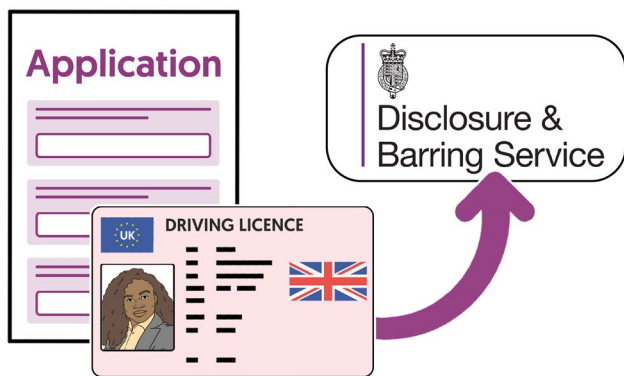 Application
Disclosure &
Barring Service
UK
DRIVING LICENCE